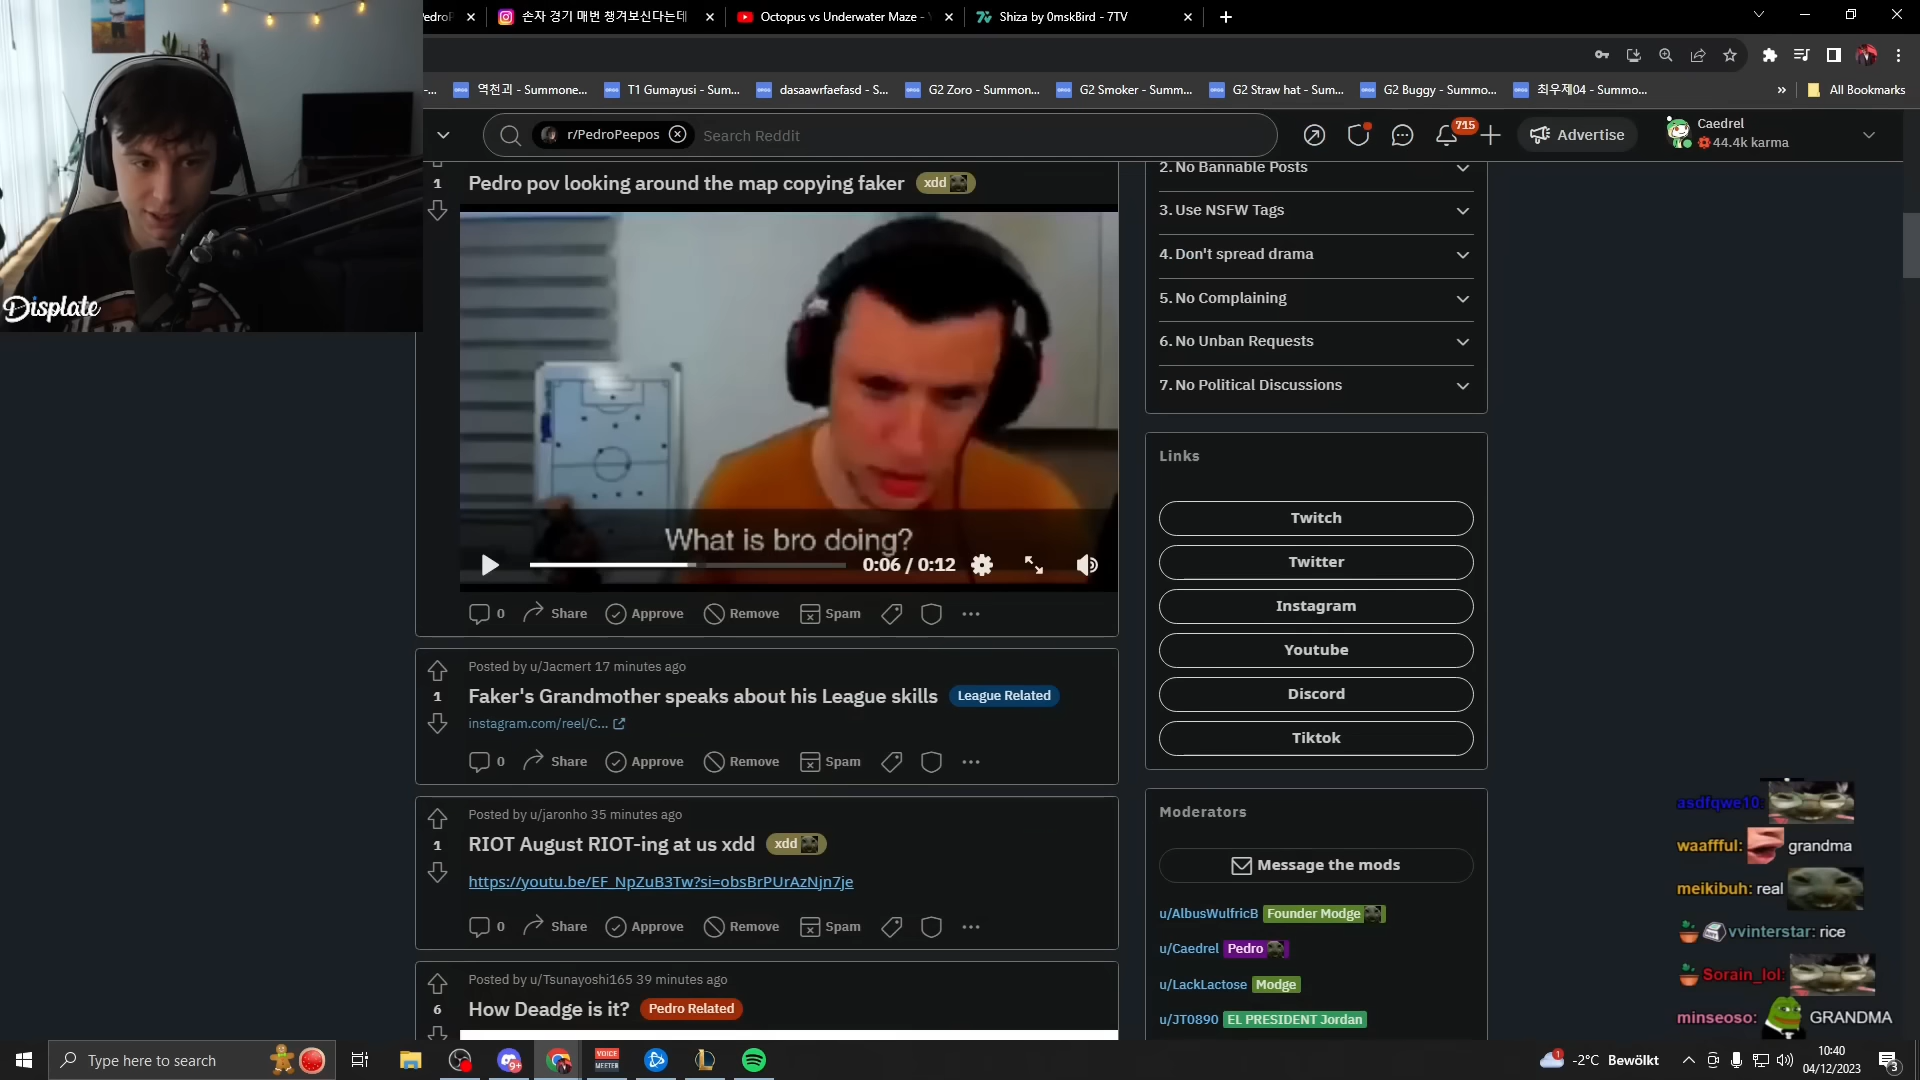 PedroP
손자 경기 매번 챙겨보신다는데
Octopus vs Underwater Maze - Y
Shiza by 0mskBird - 7TV
-...
역천괴 - Summone...
T1 Gumayusi - Sum...
dasaawrfaefasd - S...
G2 Zoro - Summon...
G2 Smoker - Summ...
G2 Straw hat - Sum...
G2 Buggy - Summo...
최우제04 - Summo...
»
All Bookmarks
r/PedroPeepos
Search Reddit
715
Advertise
Caedrel
44.4k karma
Displate
1
Pedro pov looking around the map copying faker
xdd
What is bro doing?
0:06 / 0:12
0
Share
Approve
Remove
Spam
Posted by u/Jacmert 17 minutes ago
1
Faker's Grandmother speaks about his League skills
League Related
instagram.com/reel/C...
0
Share
Approve
Remove
Spam
Posted by u/jaronho 35 minutes ago
1
RIOT August RIOT-ing at us xdd
xdd
https://youtu.be/EF_NpZuB3Tw?si=obsBrPUrAzNjn7je
0
Share
Approve
Remove
Spam
Posted by u/Tsunayoshi165 39 minutes ago
6
How Deadge is it?
Pedro Related
2. No Bannable Posts
3. Use NSFW Tags
4. Don't spread drama
5. No Complaining
6. No Unban Requests
7. No Political Discussions
Links
Twitch
Twitter
Instagram
Youtube
Discord
Tiktok
Moderators
Message the mods
u/AlbusWulfricB Founder Modge
u/Caedrel Pedro
u/LackLactose Modge
u/JT0890 EL PRESIDENT Jordan
asdfqwe10:
waaffful: grandma
meikibuh: real
vvinterstar: rice
Sorain_lol:
minseoso: GRANDMA
Type here to search
9+
VOICE
MEETER
1
-2°C Bewölkt
10:40
04/12/2023
3